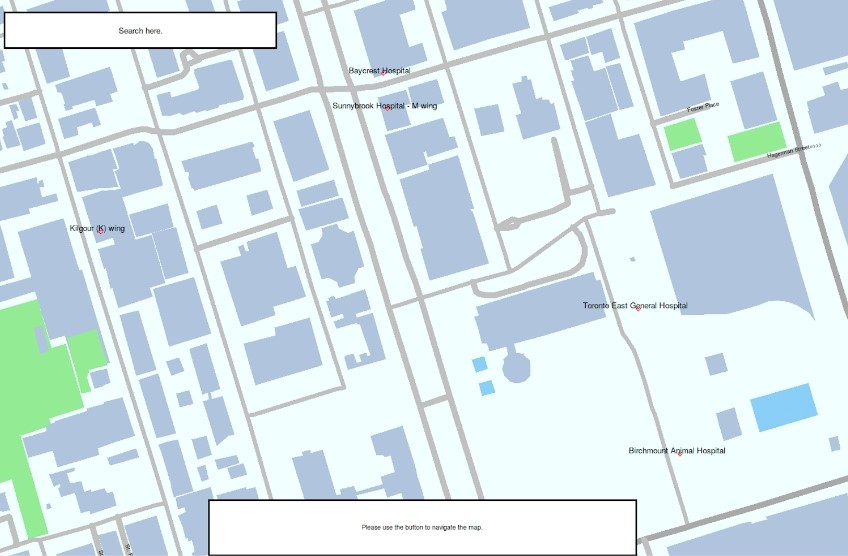 Search here.
Baycrest Hospital
Sunnybrook Hospital - M wing
Foster Place
Hagerman Street>>>>
Kilgour (K) wing
Toronto East General Hospital
Birchmount Animal Hospital
Please use the button to navigate the map.